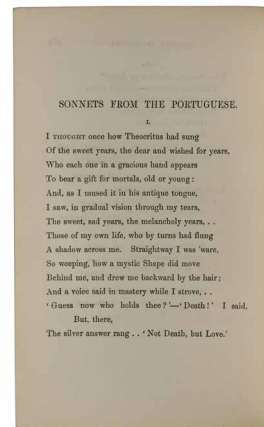 SONNETS FROM THE PORTUGUESE.
I.
I THOUGHT once how Theocritus had sung
Of the sweet years, the dear and wished for years,
Who each one in a gracious hand appears
To bear a gift for mortals, old or young:
And, as I mused it in his antique tongue,
I saw, in gradual vision through my tears,
The sweet, sad years, the melancholy years, . .
Those of my own life, who by turns had flung
A shadow across me. Straightway I was 'ware,
So weeping, how a mystic Shape did move
Behind me, and drew me backward by the hair;
And a voice said in mastery while I strove, . .
'Guess now who holds thee?'—'Death!' I said.
But, there,
The silver answer rang . . 'Not Death, but Love.'